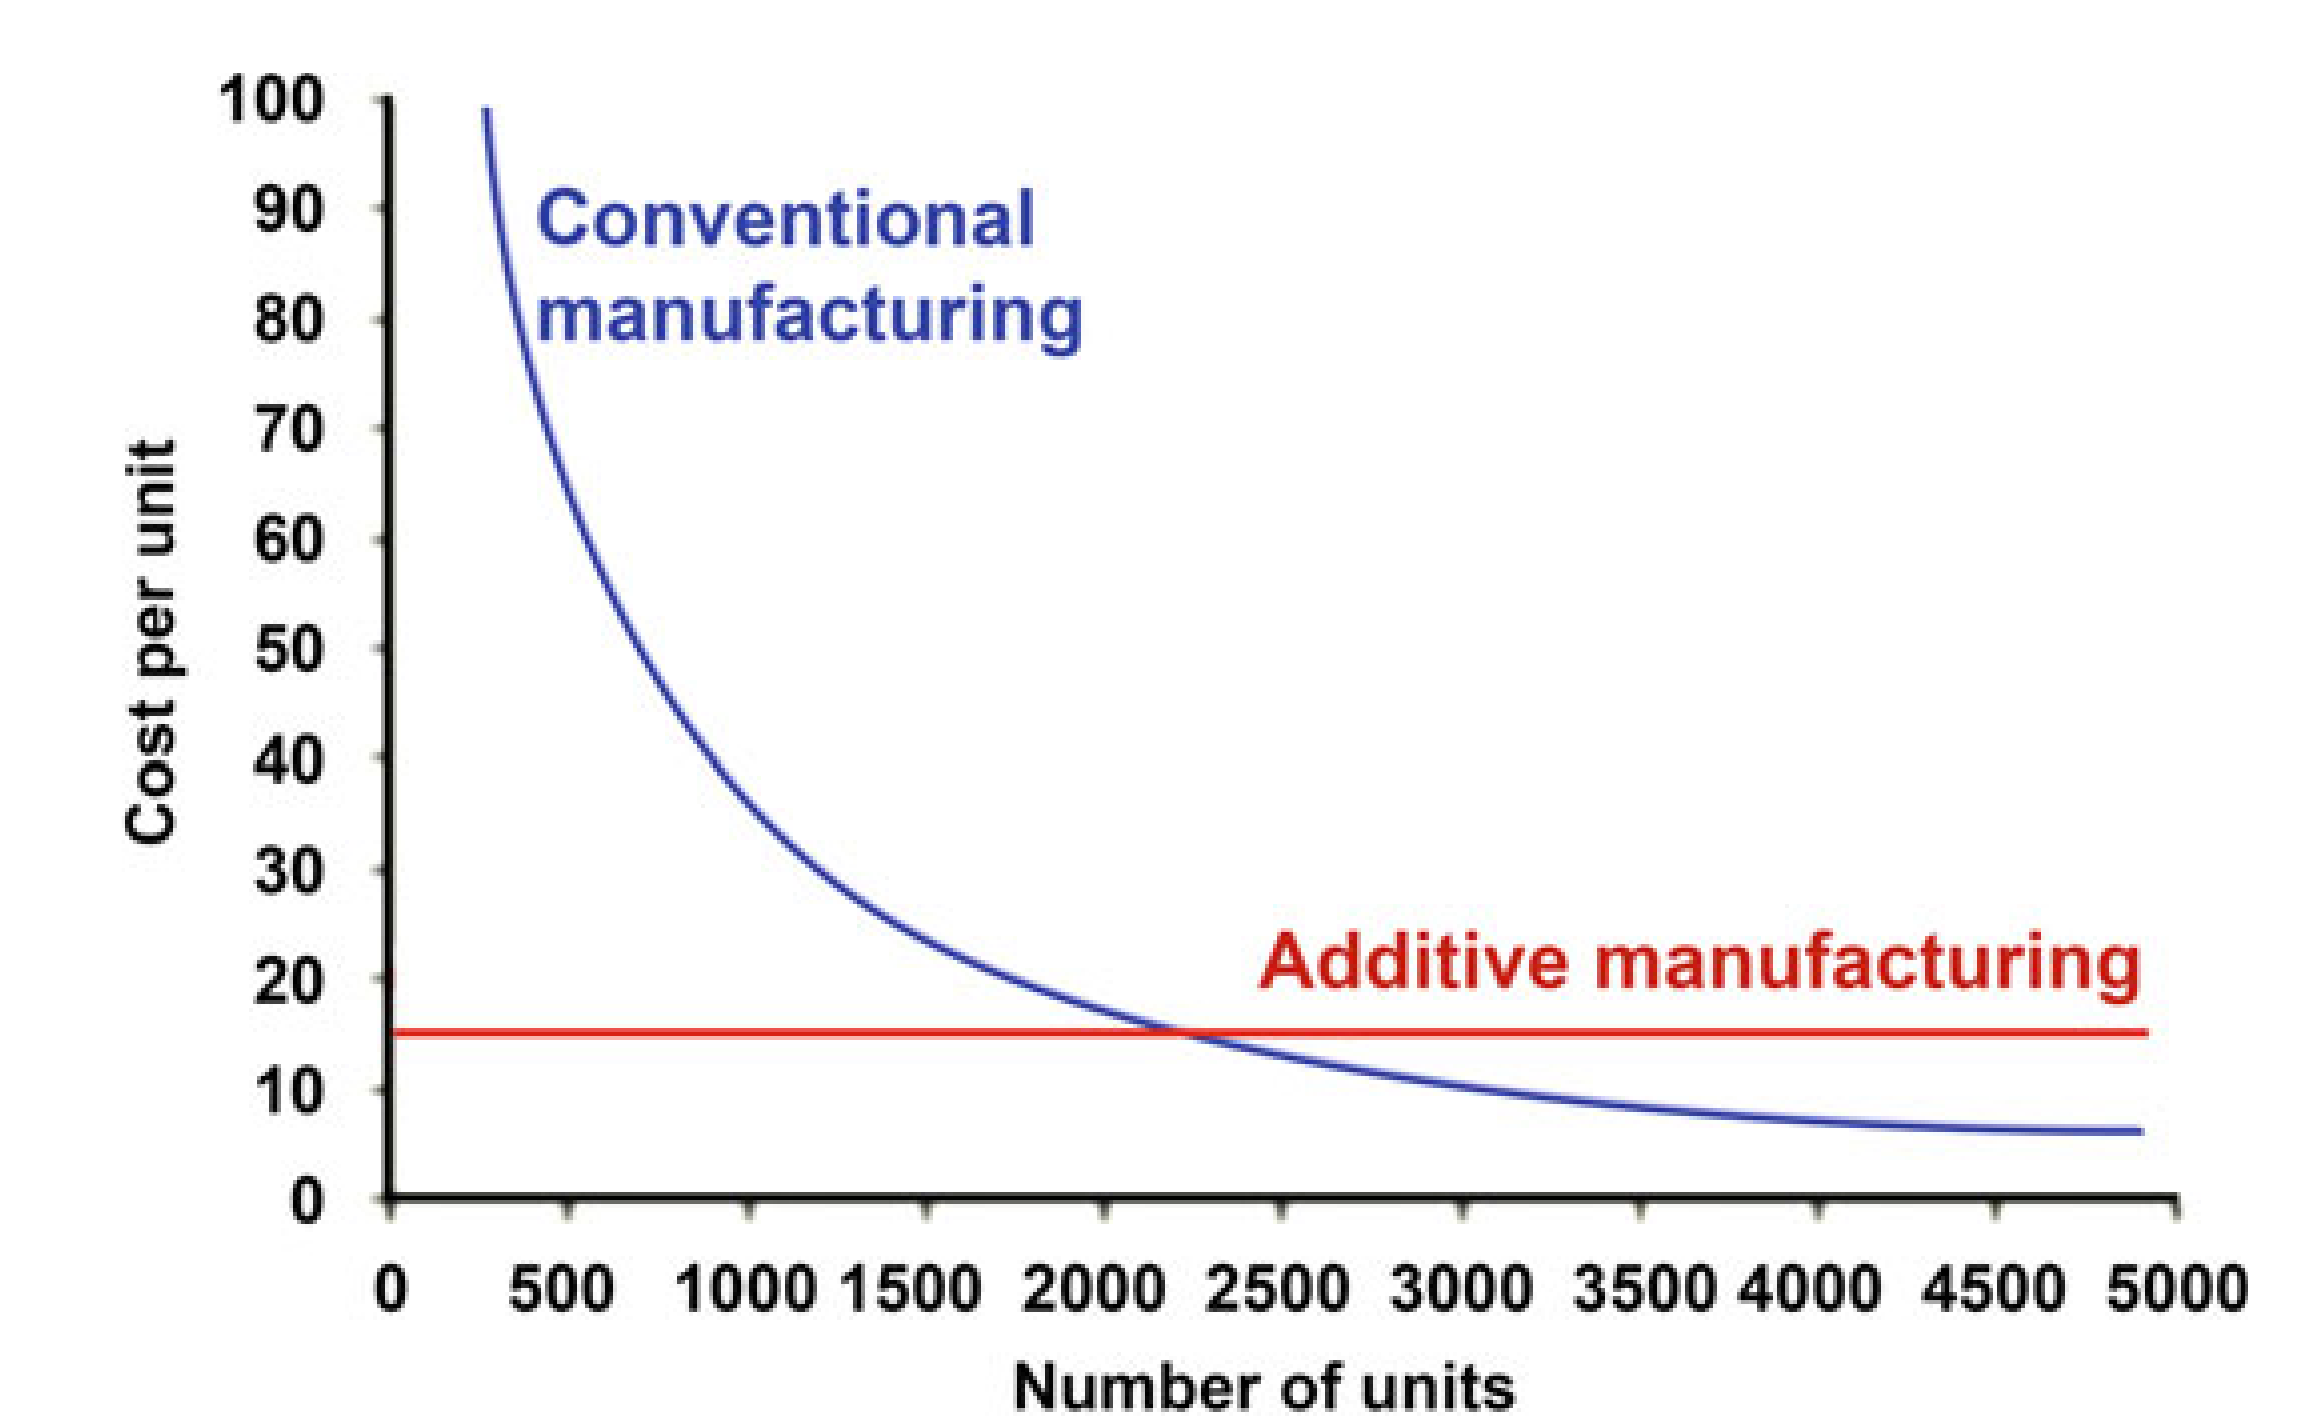 100
90
80
70
60
50
40
30
20
10
0
Cost per unit
Conventional
manufacturing
Additive manufacturing
0 500 1000 1500 2000 2500 3000 3500 4000 4500 5000
Number of units